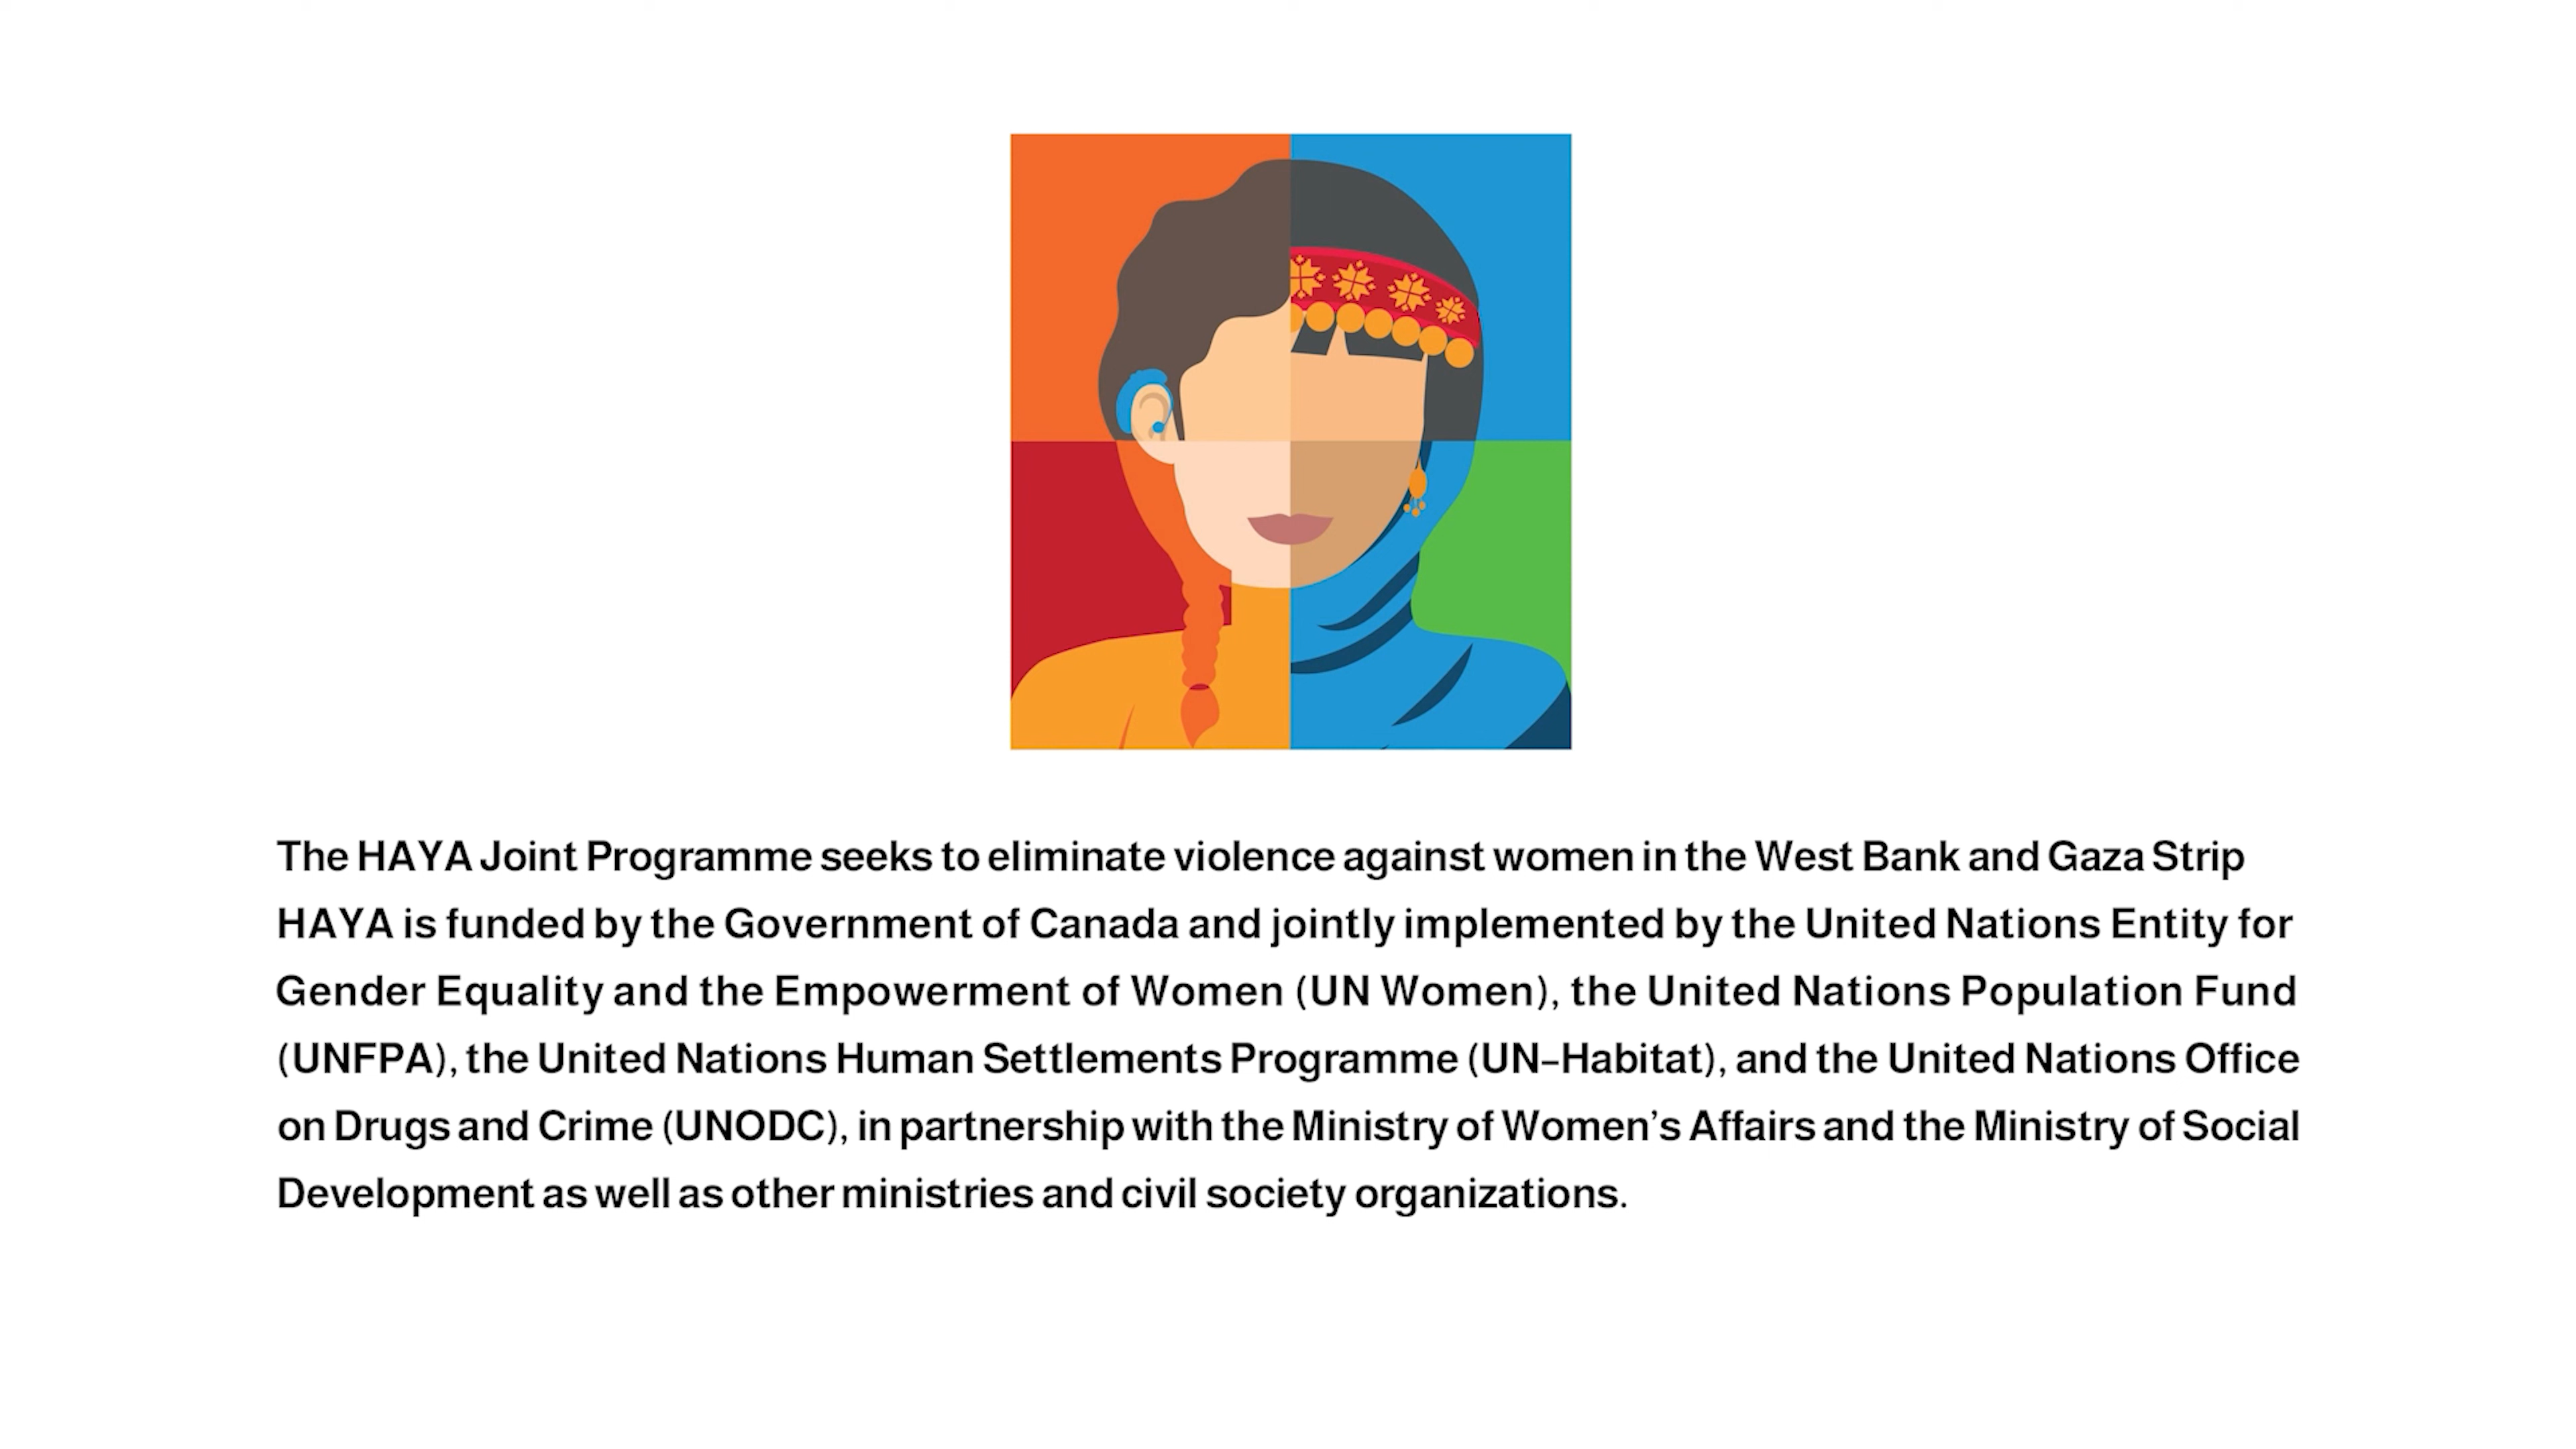 The HAYA Joint Programme seeks to eliminate violence against women in the West Bank and Gaza Strip
HAYA is funded by the Government of Canada and jointly implemented by the United Nations Entity for
Gender Equality and the Empowerment of Women (UN Women), the United Nations Population Fund
(UNFPA), the United Nations Human Settlements Programme (UN-Habitat), and the United Nations Office
on Drugs and Crime (UNODC), in partnership with the Ministry of Women’s Affairs and the Ministry of Social
Development as well as other ministries and civil society organizations.